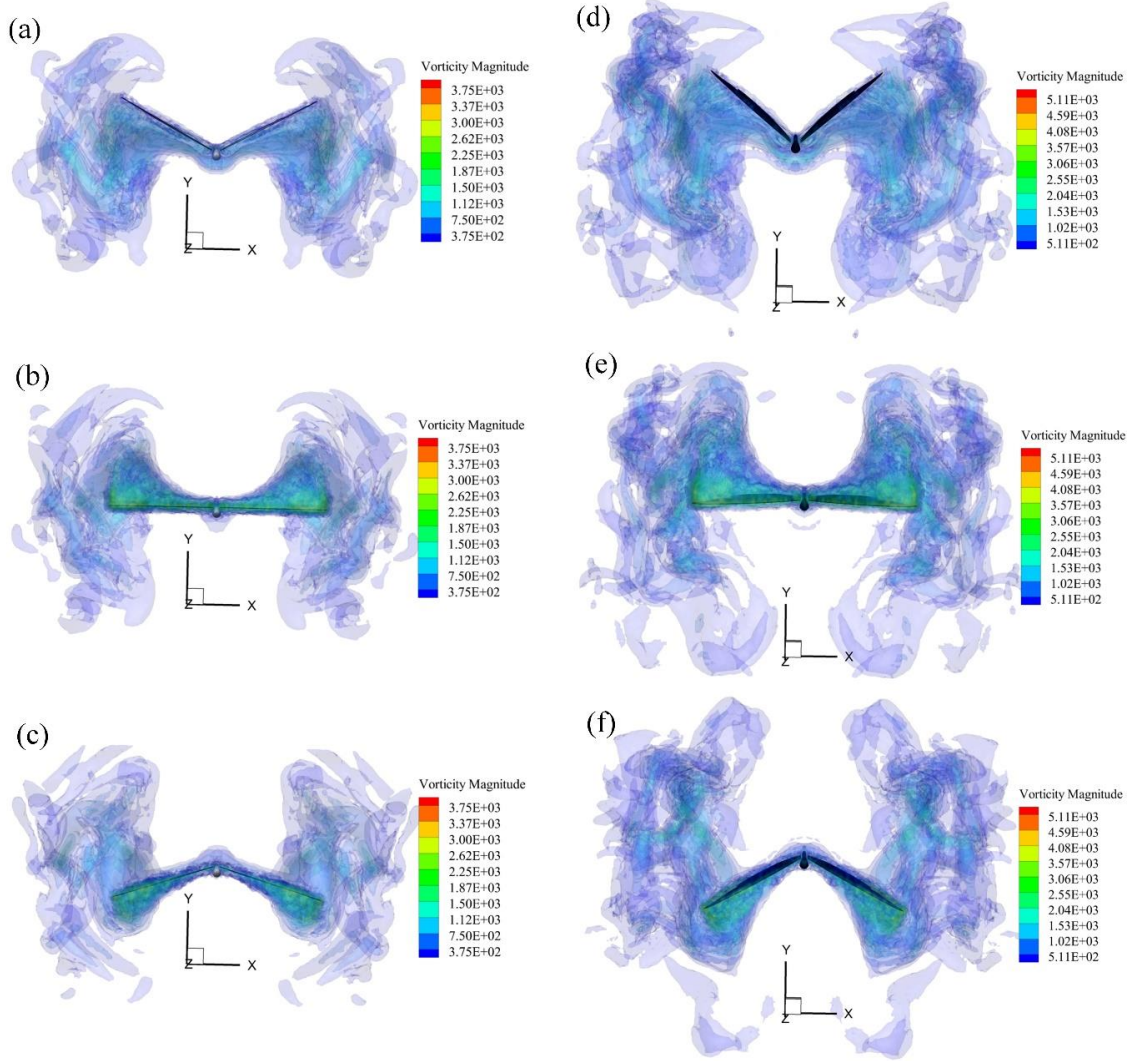 (a)
Vorticity Magnitude
3.75E+03
3.37E+03
3.00E+03
2.62E+03
2.25E+03
1.87E+03
1.50E+03
1.12E+03
7.50E+02
3.75E+02
Y
Z
X
(d)
Vorticity Magnitude
5.11E+03
4.59E+03
4.08E+03
3.57E+03
3.06E+03
2.55E+03
2.04E+03
1.53E+03
1.02E+03
5.11E+02
Y
Z
X
(b)
Vorticity Magnitude
3.75E+03
3.37E+03
3.00E+03
2.62E+03
2.25E+03
1.87E+03
1.50E+03
1.12E+03
7.50E+02
3.75E+02
Y
Z
X
(e)
Vorticity Magnitude
5.11E+03
4.59E+03
4.08E+03
3.57E+03
3.06E+03
2.55E+03
2.04E+03
1.53E+03
1.02E+03
5.11E+02
Y
Z
X
(c)
Vorticity Magnitude
3.75E+03
3.37E+03
3.00E+03
2.62E+03
2.25E+03
1.87E+03
1.50E+03
1.12E+03
7.50E+02
3.75E+02
Y
Z
X
(f)
Vorticity Magnitude
5.11E+03
4.59E+03
4.08E+03
3.57E+03
3.06E+03
2.55E+03
2.04E+03
1.53E+03
1.02E+03
5.11E+02
Y
Z
X